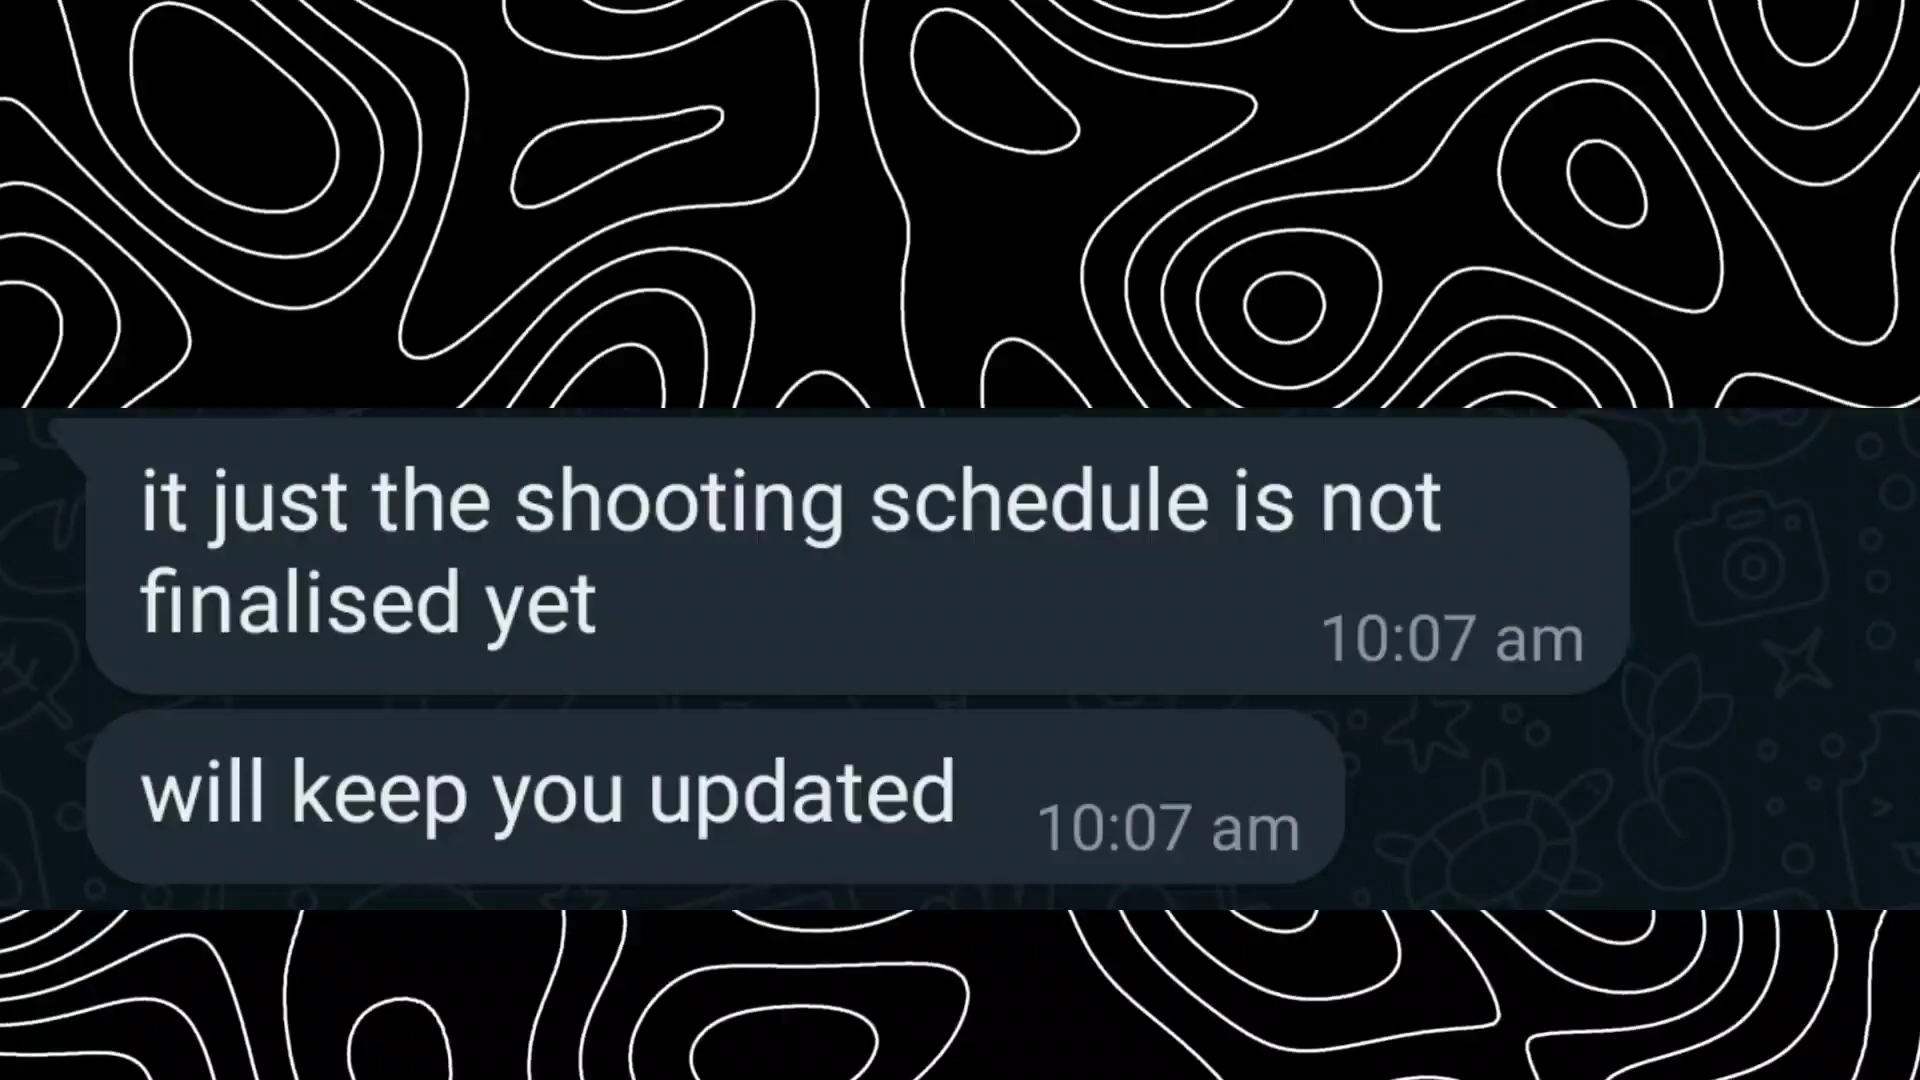 it just the shooting schedule is not
finalised yet
10:07 am
will keep you updated
10:07 am